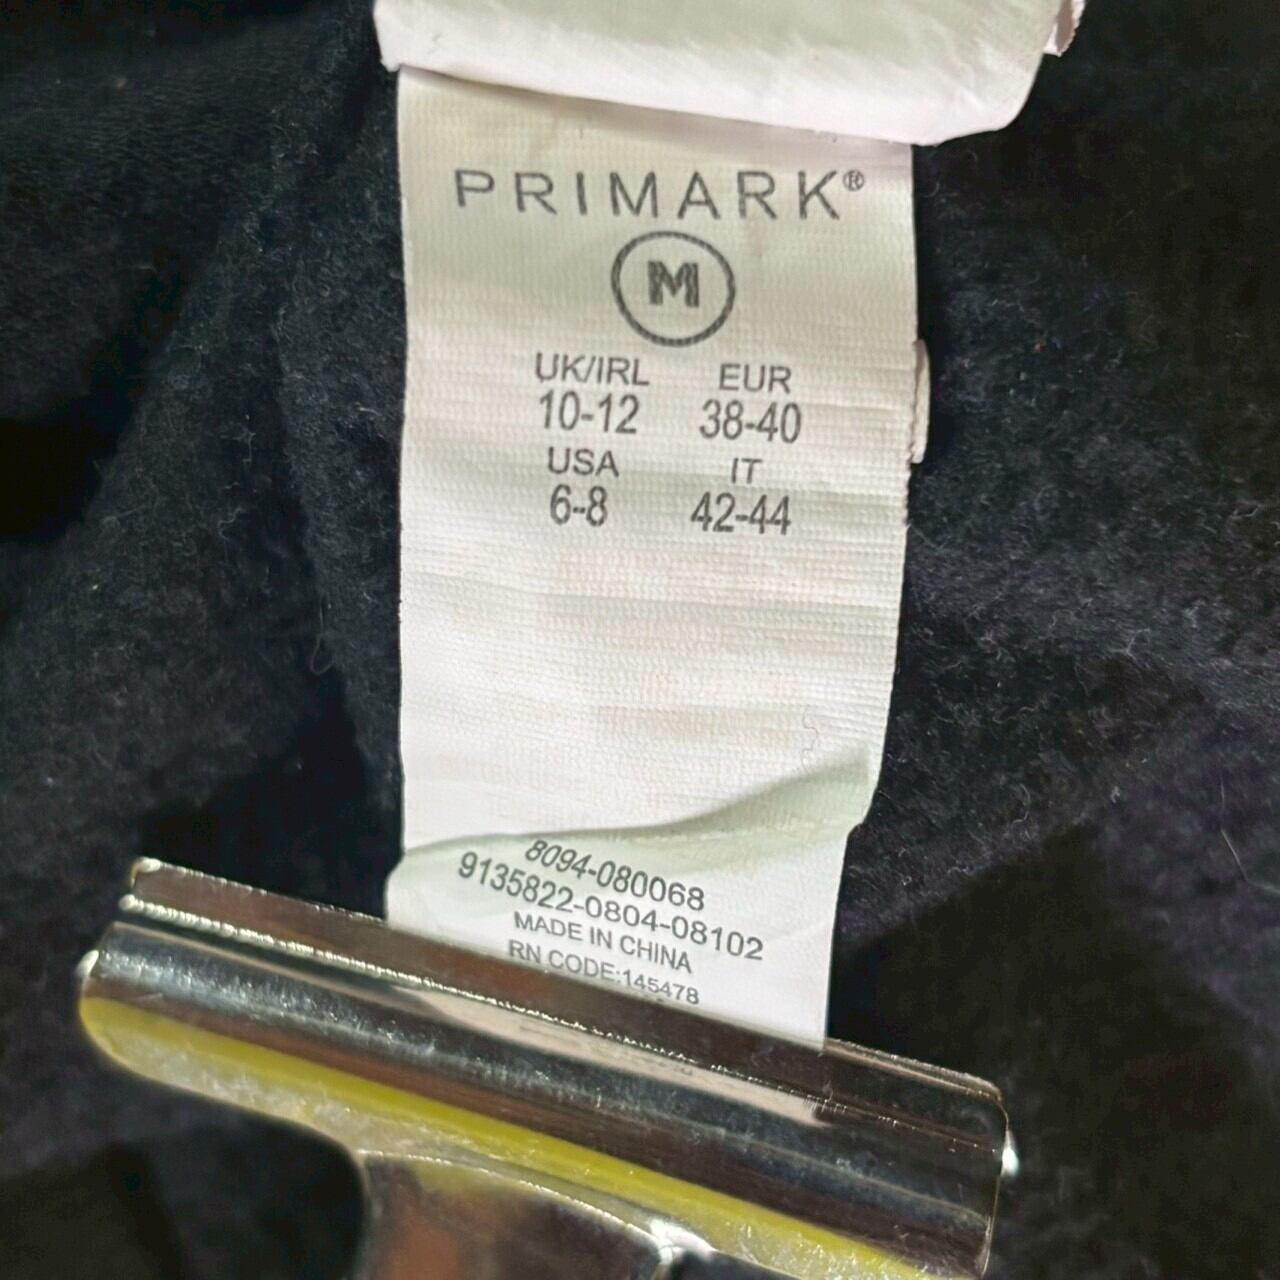 PRIMARK®
M
UK/IRL EUR
10-12 38-40
USA IT
6-8 42-44
8094-080068
9135822-0804-08102
MADE IN CHINA
RN CODE:145478